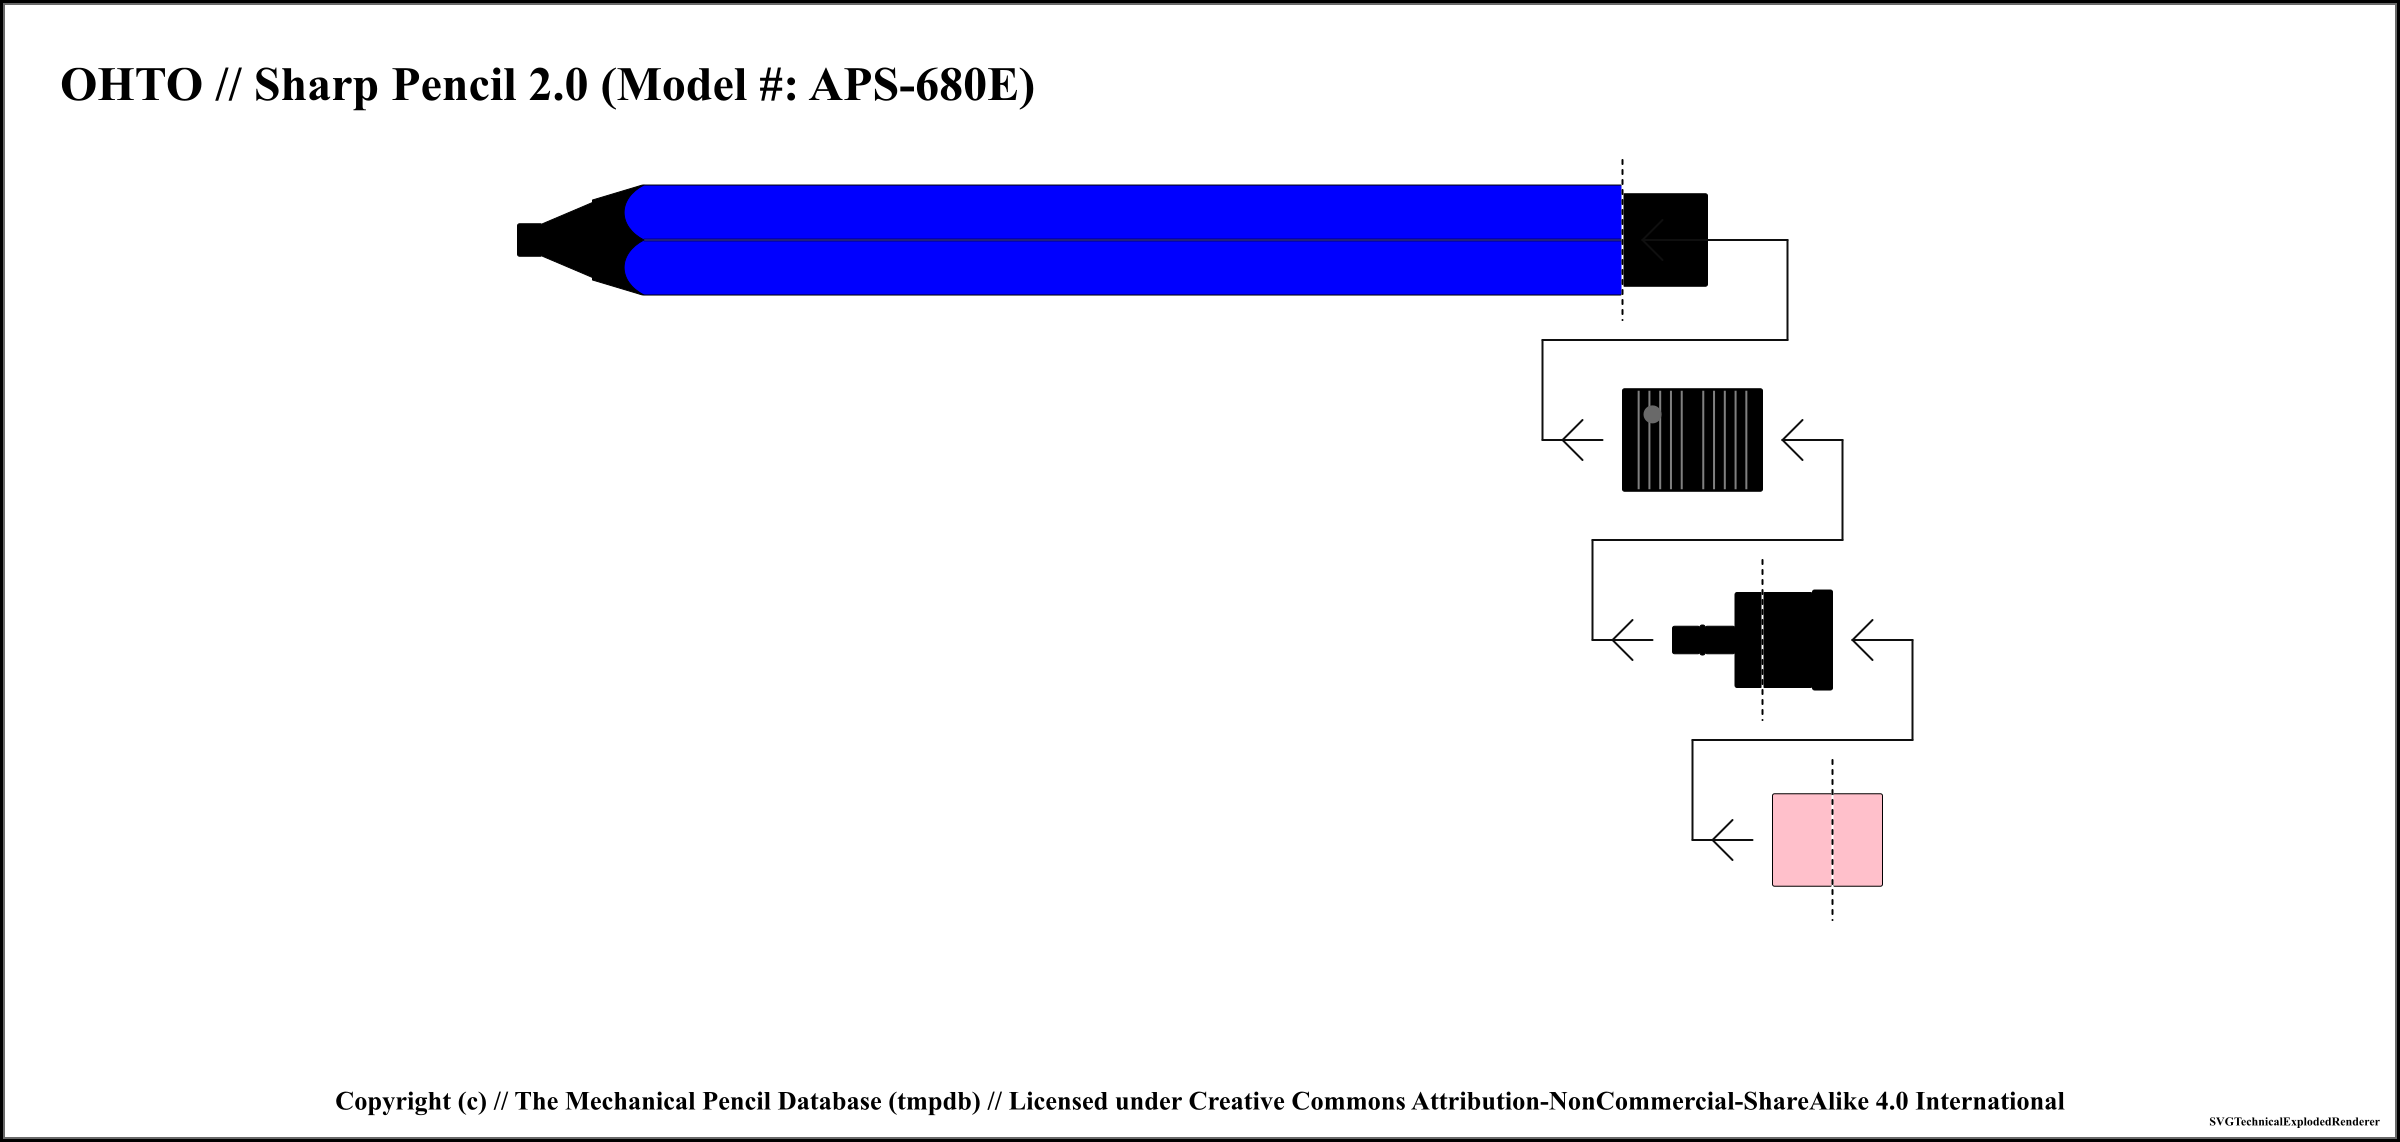 OHTO // Sharp Pencil 2.0 (Model #: APS-680E)
Copyright (c) // The Mechanical Pencil Database (tmpdb) // Licensed under Creative Commons Attribution-NonCommercial-ShareAlike 4.0 International
SVGTechnicalExplodedRenderer